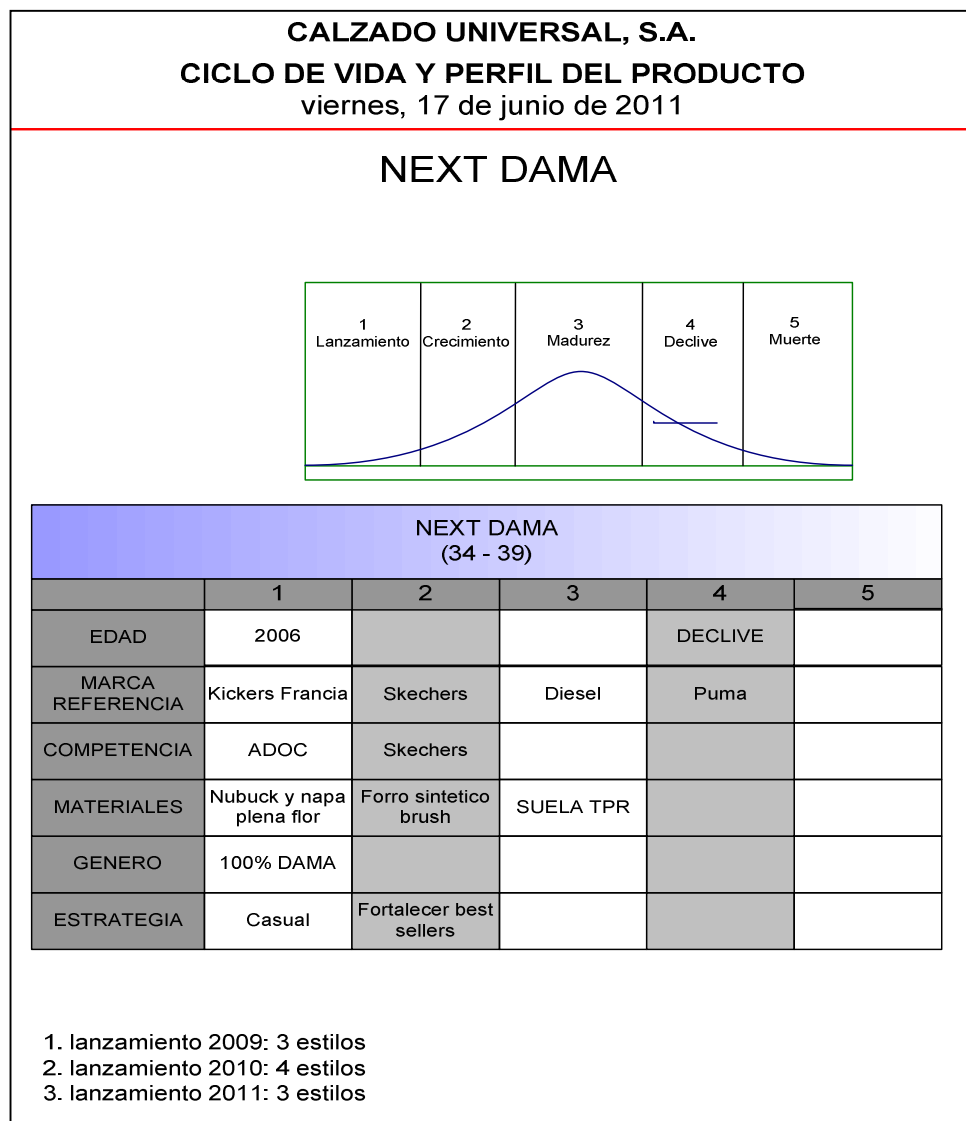 CALZADO UNIVERSAL, S.A.
CICLO DE VIDA Y PERFIL DEL PRODUCTO
viernes, 17 de junio de 2011
NEXT DAMA
1 2 3 4 5
Lanzamiento Crecimiento Madurez Declive Muerte
NEXT DAMA
(34 - 39)
1 2 3 4 5
EDAD 2006 DECLIVE
MARCA
REFERENCIA Kickers Francia Skechers Diesel Puma
COMPETENCIA ADOC Skechers
MATERIALES Nubuck y napa
plena flor Forro sintetico
brush SUELA TPR
GENERO 100% DAMA
ESTRATEGIA Casual Fortalecer best
sellers
1. lanzamiento 2009: 3 estilos
2. lanzamiento 2010: 4 estilos
3. lanzamiento 2011: 3 estilos